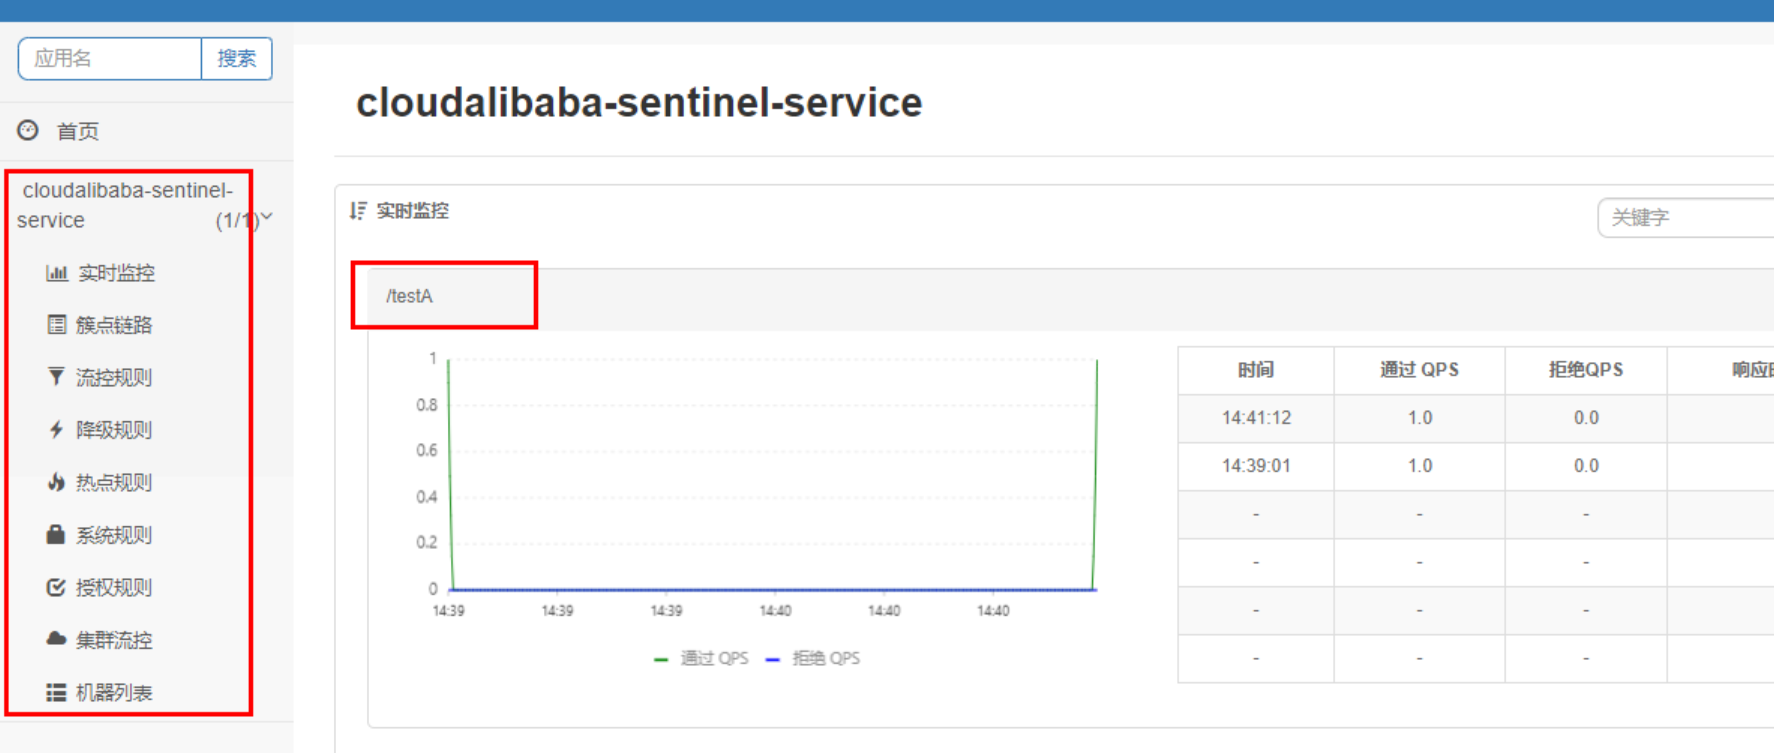 应用名
搜索
首页
cloudalibaba-sentinel-
service (1/1)
实时监控
簇点链路
流控规则
降级规则
热点规则
系统规则
授权规则
集群流控
机器列表
cloudalibaba-sentinel-service
实时监控
关键字
/testA
1
0.8
0.6
0.4
0.2
0
14:39 14:39 14:39 14:40 14:40 14:40
通过 QPS 拒绝 QPS
时间 通过 QPS 拒绝QPS 响应
14:41:12 1.0 0.0
14:39:01 1.0 0.0
- - -
- - -
- - -
- - -